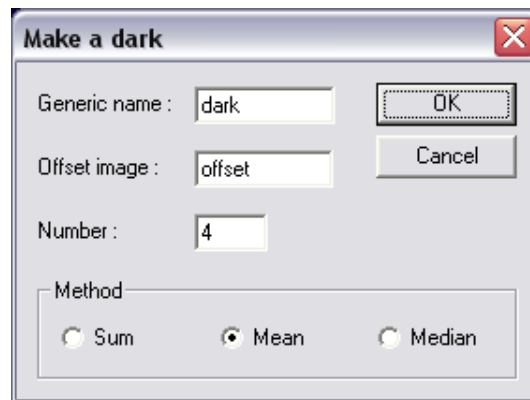 Make a dark
Generic name : dark OK
Offset image : offset Cancel
Number : 4
Method
Sum Mean Median